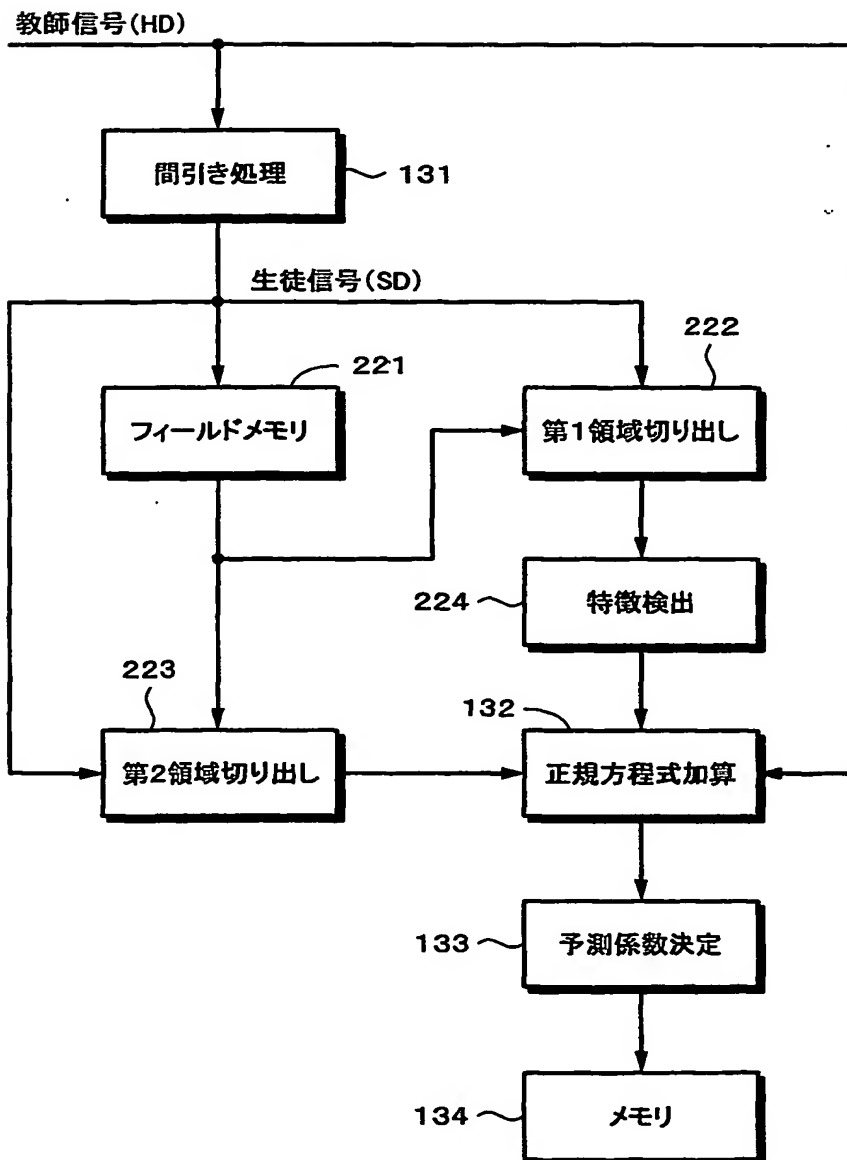 教師信号(HD)
間引き処理
131
生徒信号(SD)
222
221
フィールドメモリ
第1領域切り出し
224
特徴検出
223
132
第2領域切り出し
正規方程式加算
133
予測係数決定
134
メモリ